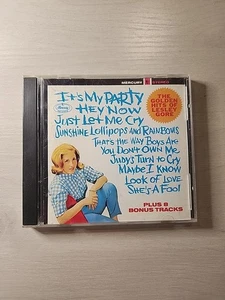 MERCURY STEREO
IT'S MY PARTY
HEY NOW
JUST LET ME CRY
SUNSHINE LOLLIPOPS AND RAINBOWS
THAT'S THE WAY BOYS ARE
YOU DON'T OWN ME
JUDY'S TURN TO CRY
MAYBE I KNOW
LOOK OF LOVE
SHE'S A FOOL
THE GOLDEN
HITS OF
LESLEY
GORE
PLUS 8
BONUS TRACKS